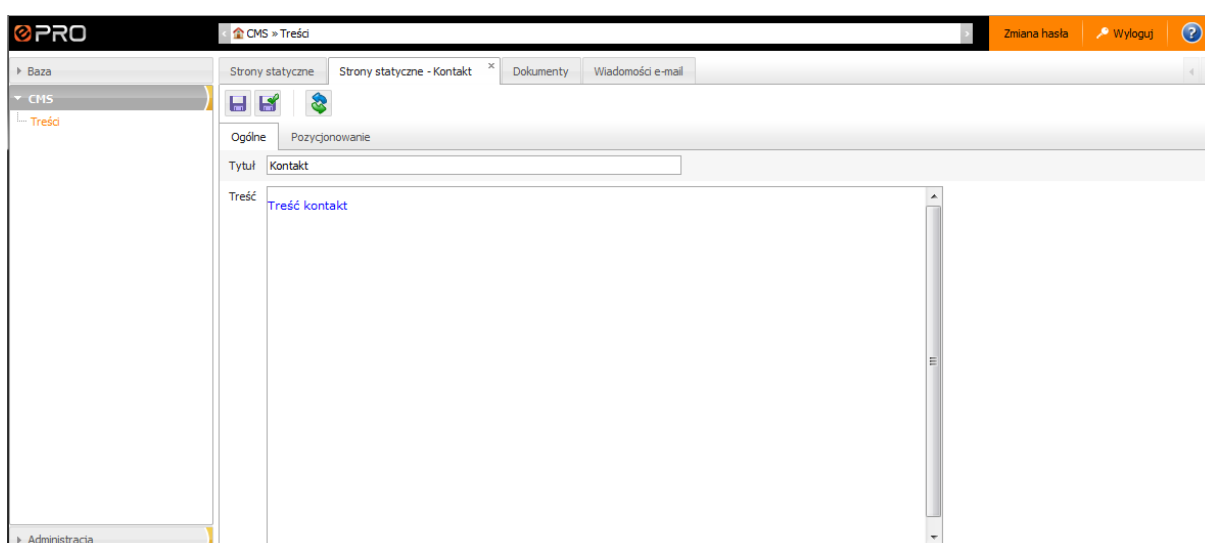 PRO
CMS » Treści
Zmiana hasła
Wyloguj
Baza
CMS
Treści
Strony statyczne
Strony statyczne - Kontakt
Dokumenty
Wiadomości e-mail
Ogólne
Pozycjonowanie
Tytuł
Kontakt
Treść
Treść kontakt
Administracja